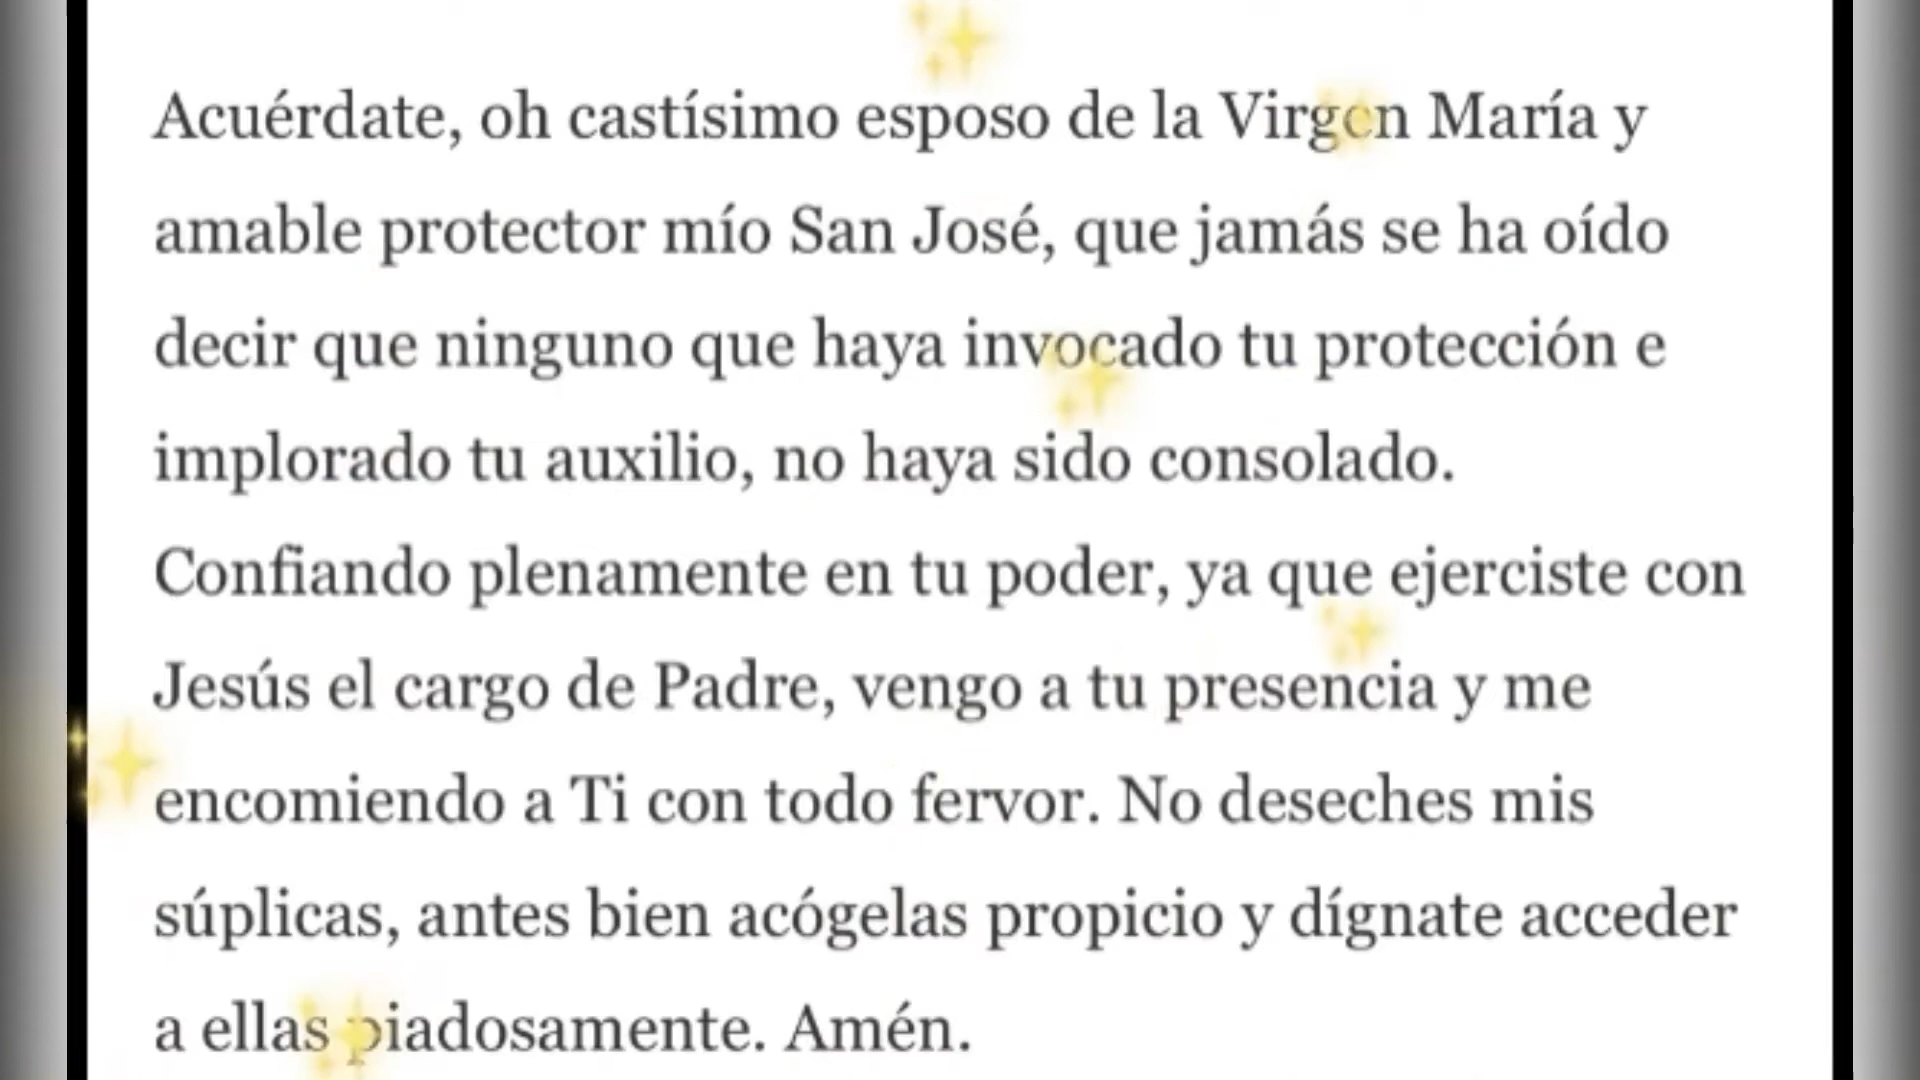 Acuérdate, oh castísimo esposo de la Virgen María y
amable protector mío San José, que jamás se ha oído
decir que ninguno que haya invocado tu protección e
implorado tu auxilio, no haya sido consolado.
Confiando plenamente en tu poder, ya que ejerciste con
Jesús el cargo de Padre, vengo a tu presencia y me
encomiendo a Ti con todo fervor. No deseches mis
súplicas, antes bien acógelas propicio y dígnate acceder
a ellas piadosamente. Amén.